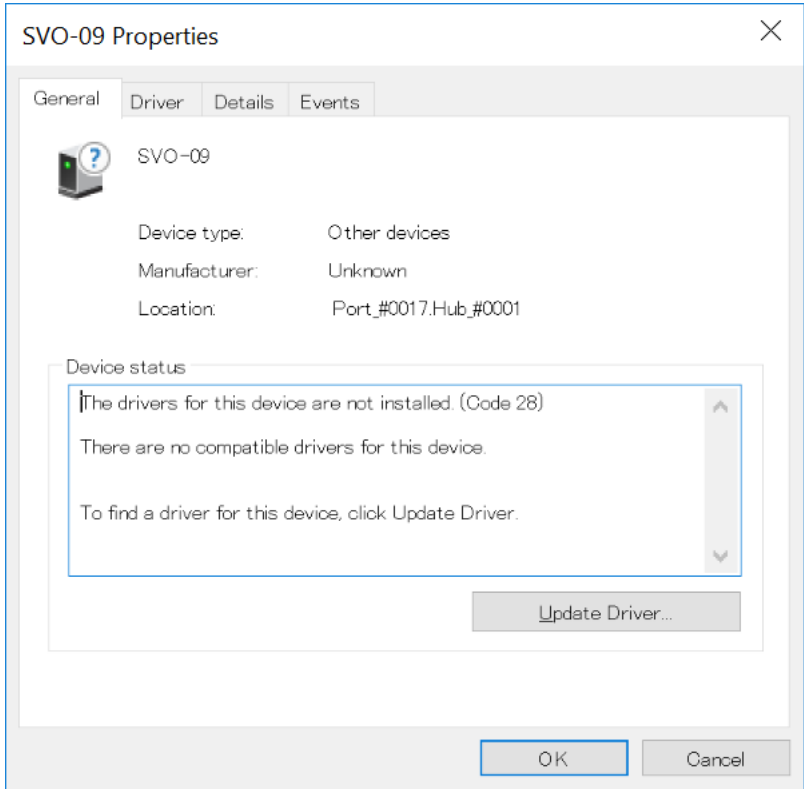 SVO-09 Properties
General Driver Details Events
SVO-09
Device type: Other devices
Manufacturer: Unknown
Location: Port_#0017.Hub_#0001
Device status
The drivers for this device are not installed. (Code 28)
There are no compatible drivers for this device.
To find a driver for this device, click Update Driver.
Update Driver...
OK Cancel